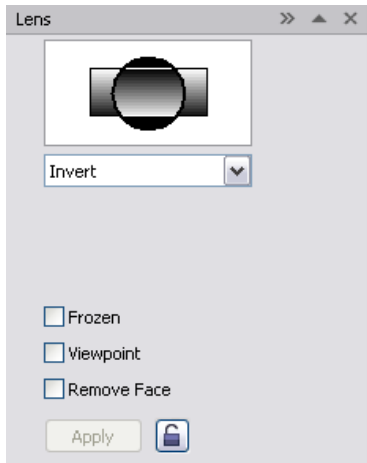 Lens
Invert
Frozen
Viewpoint
Remove Face
Apply